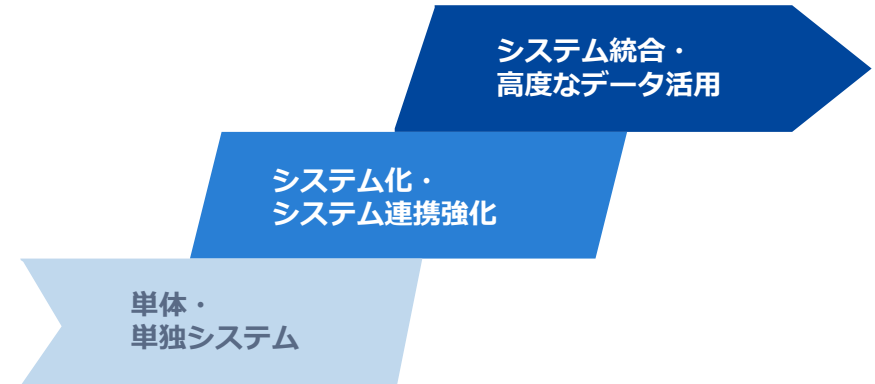 システム統合・
高度なデータ活用
システム化・
システム連携強化
単体・
単独システム